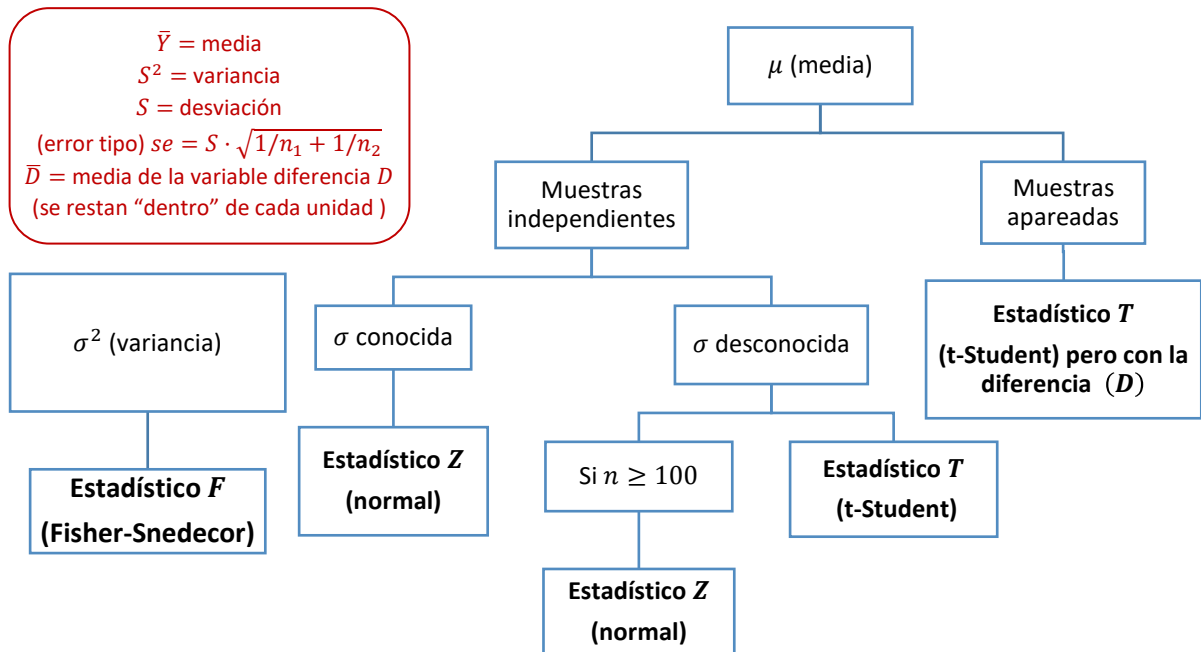 Ȳ = media
S² = variancia
S = desviación
(error tipo) se = S · √(1/n₁ + 1/n₂)
D̄ = media de la variable diferencia D
(se restan “dentro” de cada unidad )
μ (media)
Muestras
independientes
Muestras
apareadas
σ² (variancia)
σ conocida
σ desconocida
Estadístico T
(t-Student) pero con la
diferencia (D)
Estadístico F
(Fisher-Snedecor)
Estadístico Z
(normal)
Si n ≥ 100
Estadístico T
(t-Student)
Estadístico Z
(normal)